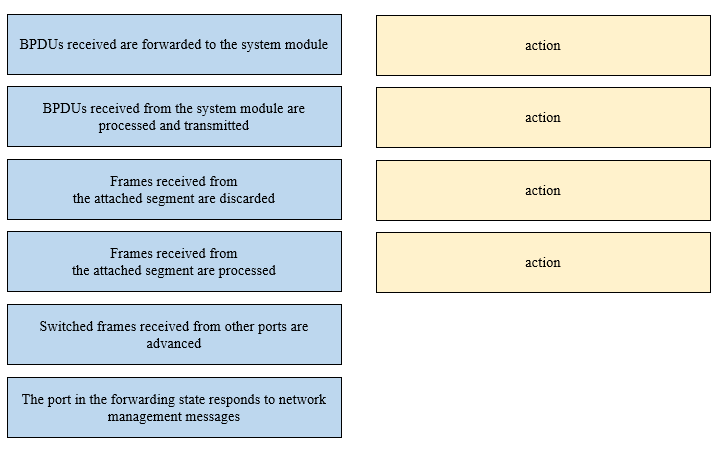 BPDUs received are forwarded to the system module
action
BPDUs received from the system module are
processed and transmitted
action
Frames received from
the attached segment are discarded
action
Frames received from
the attached segment are processed
action
Switched frames received from other ports are
advanced
The port in the forwarding state responds to network
management messages